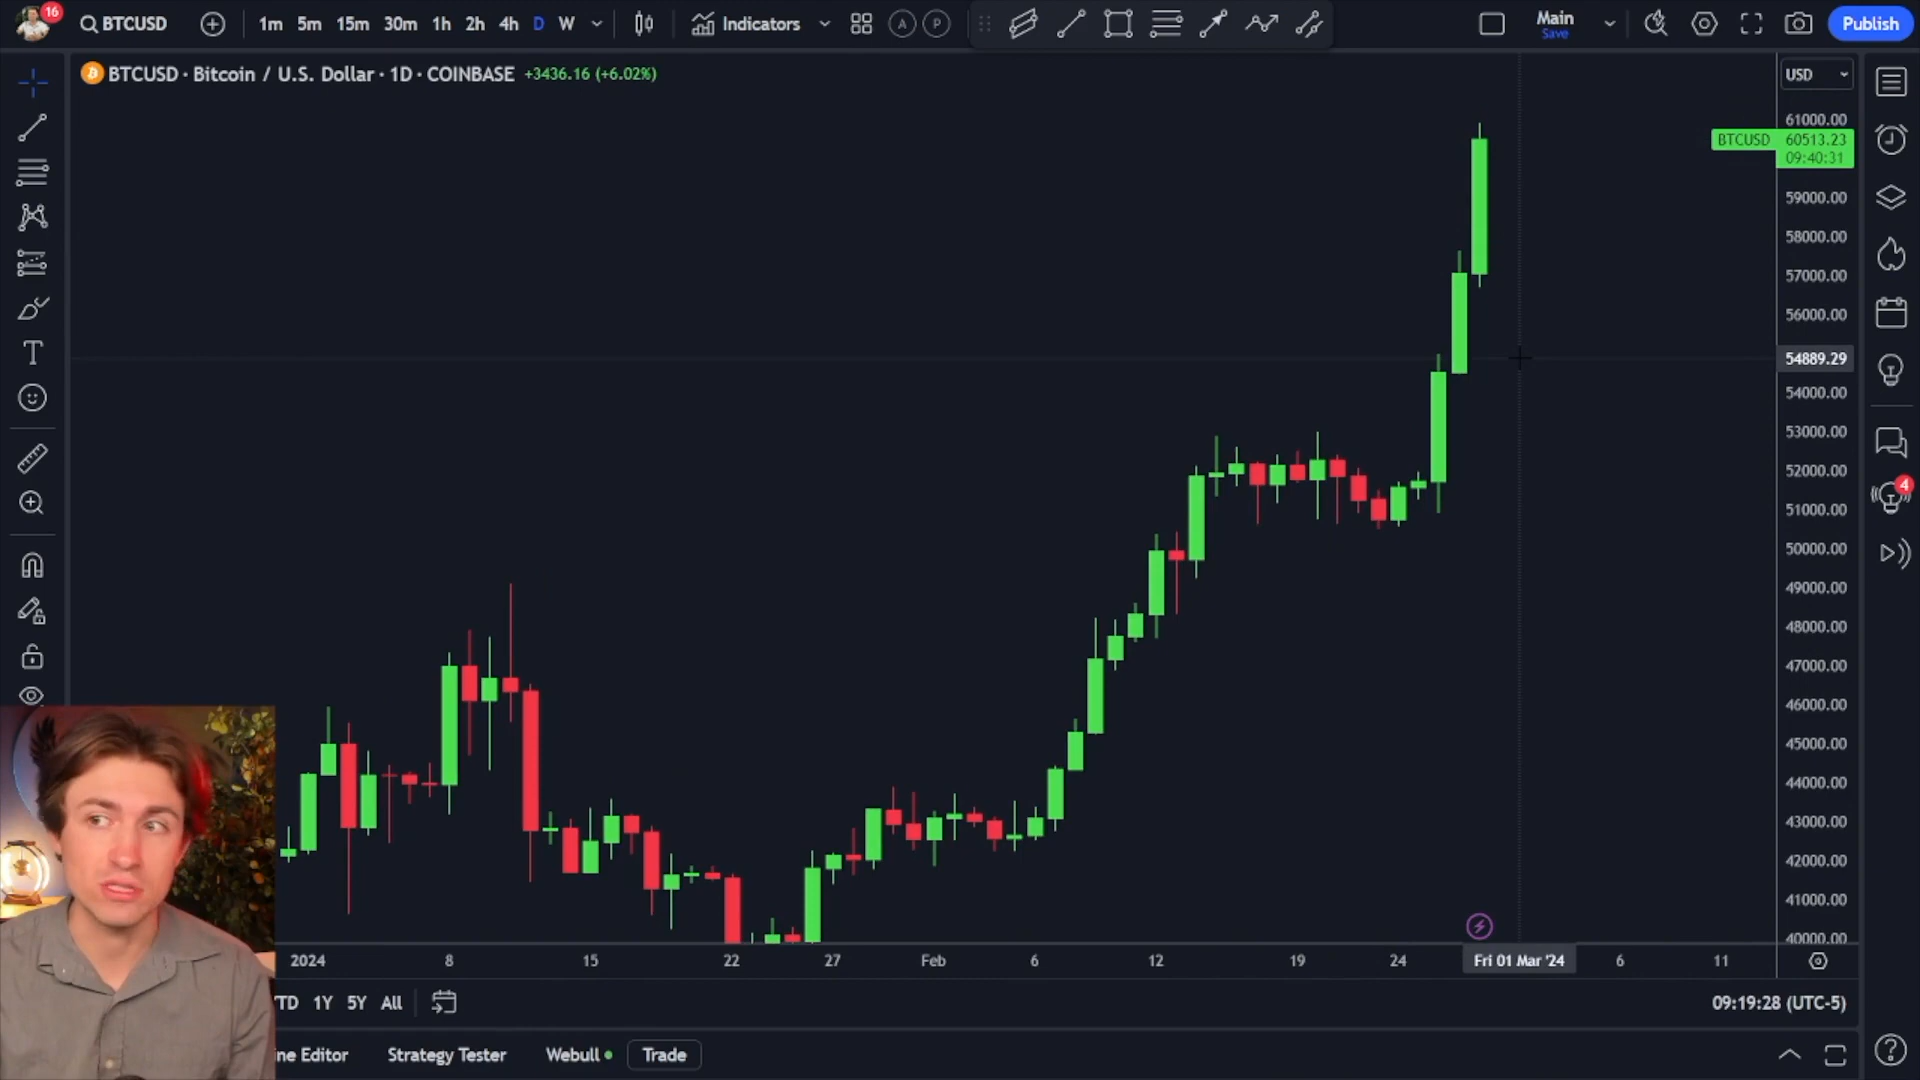 16
BTCUSD
1m 5m 15m 30m 1h 2h 4h D W
Indicators
A P
Main
Save
Publish
BTCUSD · Bitcoin / U.S. Dollar · 1D · COINBASE +3436.16 (+6.02%)
USD
61000.00
BTCUSD 60513.23
09:40:31
59000.00
58000.00
57000.00
56000.00
54889.29
54000.00
53000.00
52000.00
51000.00
50000.00
49000.00
48000.00
47000.00
46000.00
45000.00
44000.00
43000.00
42000.00
41000.00
40000.00
4
2024 8 15 22 27 Feb 6 12 19 24 Fri 01 Mar '24 6 11
TD 1Y 5Y All
09:19:28 (UTC-5)
ne Editor Strategy Tester Webull Trade